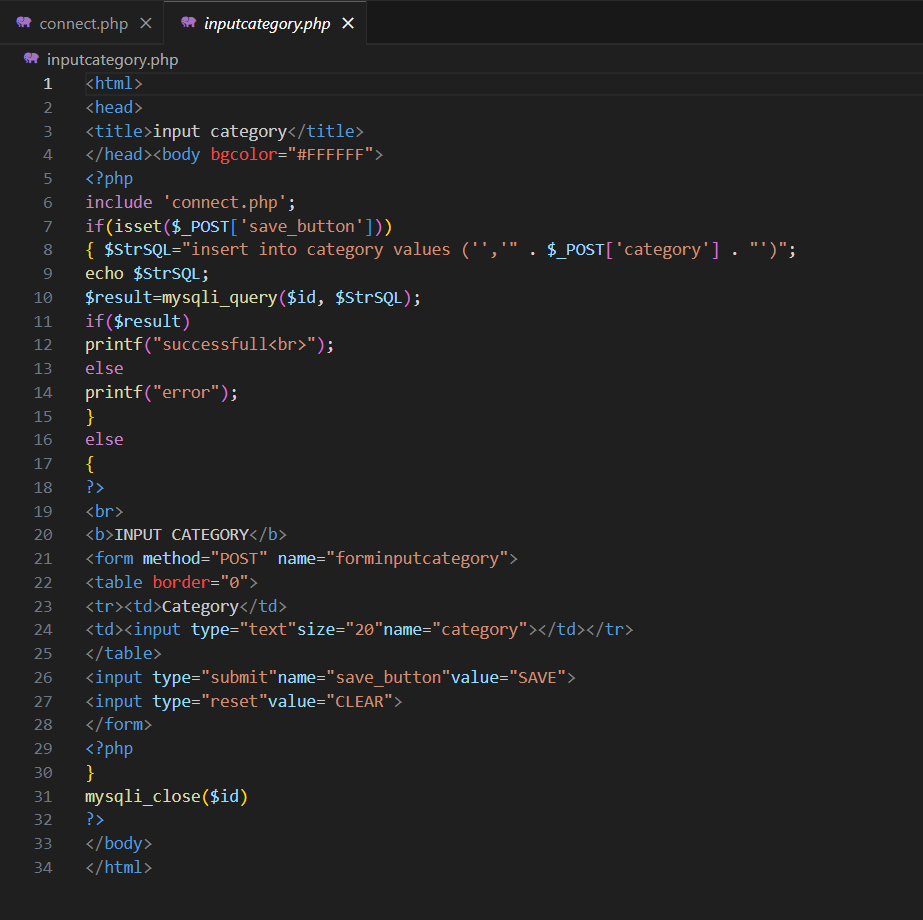 connect.php
inputcategory.php
inputcategory.php
1 <html>
2 <head>
3 <title>input category</title>
4 </head><body bgcolor="#FFFFFF">
5 <?php
6 include 'connect.php';
7 if(isset($_POST['save_button']))
8 { $StrSQL="insert into category values ('','" . $_POST['category'] . "')";
9 echo $StrSQL;
10 $result=mysqli_query($id, $StrSQL);
11 if($result)
12 printf("successfull<br>");
13 else
14 printf("error");
15 }
16 else
17 {
18 ?>
19 <br>
20 <b>INPUT CATEGORY</b>
21 <form method="POST" name="forminputcategory">
22 <table border="0">
23 <tr><td>Category</td>
24 <td><input type="text"size="20"name="category"></td></tr>
25 </table>
26 <input type="submit"name="save_button"value="SAVE">
27 <input type="reset"value="CLEAR">
28 </form>
29 <?php
30 }
31 mysqli_close($id)
32 ?>
33 </body>
34 </html>